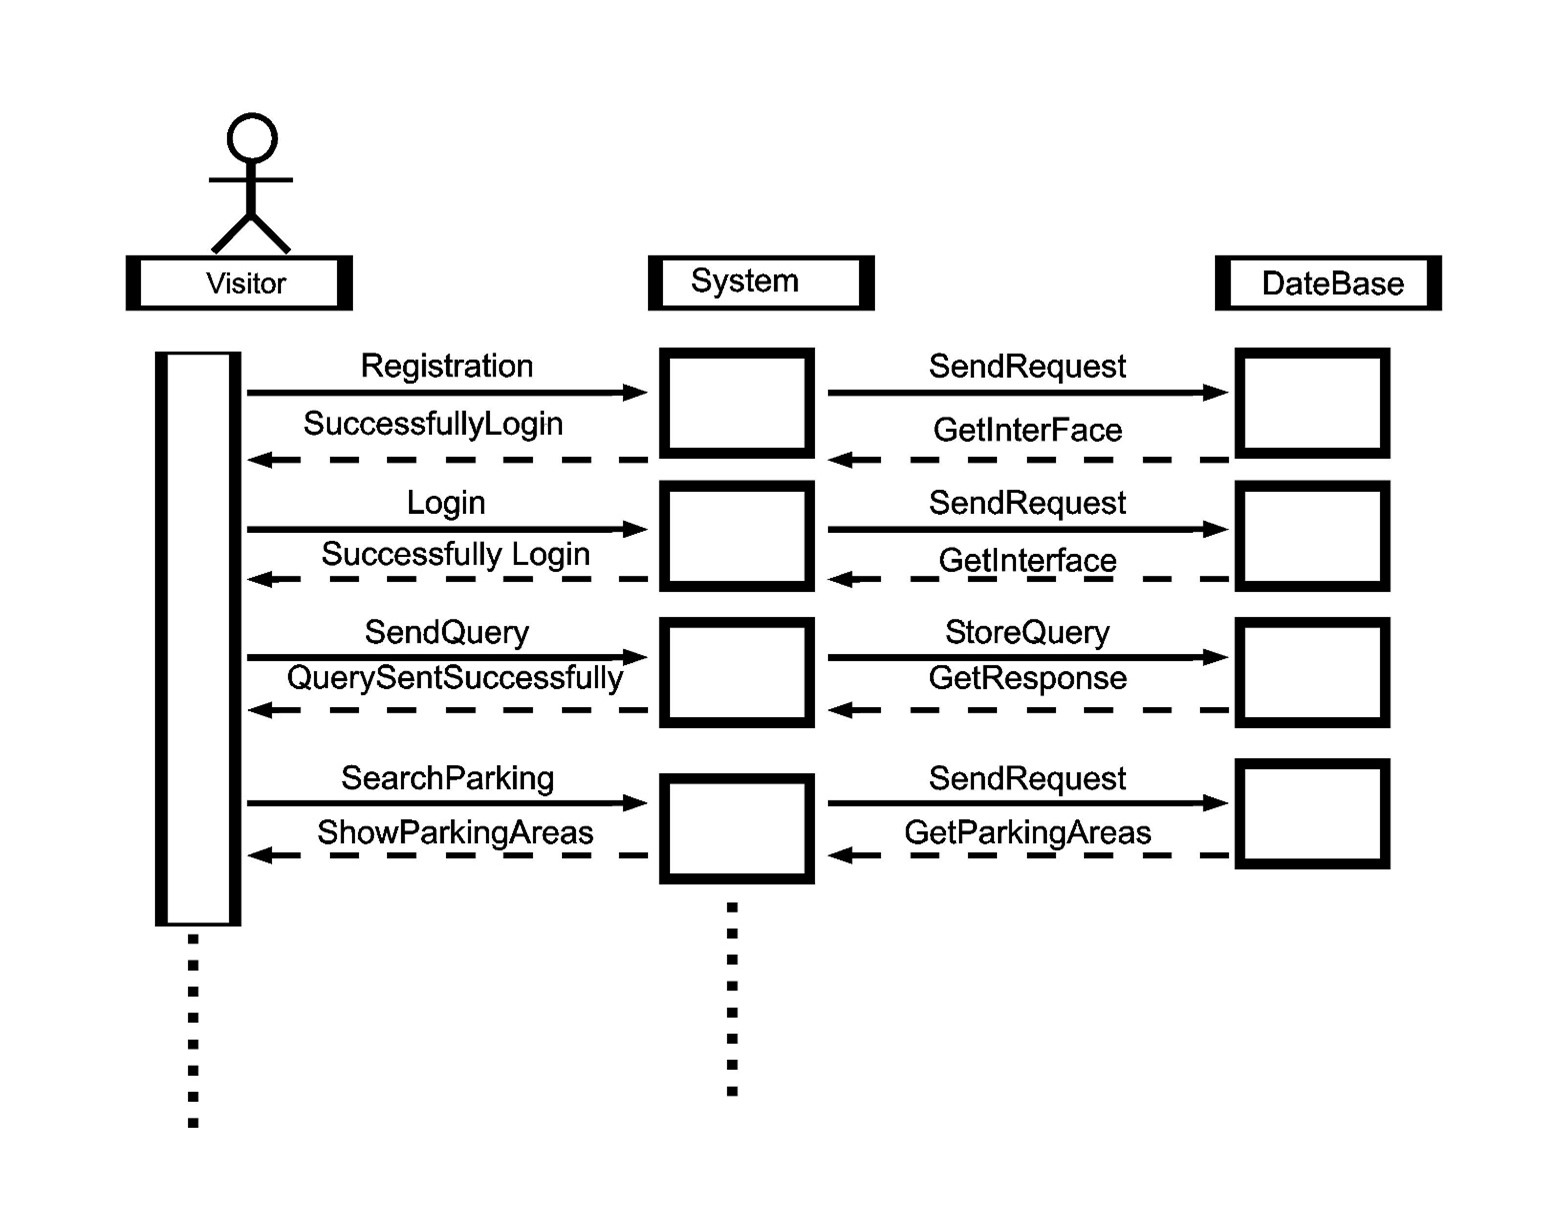 Visitor
System
DateBase
Registration
SendRequest
SuccessfullyLogin
GetInterFace
Login
SendRequest
Successfully Login
GetInterface
SendQuery
StoreQuery
QuerySentSuccessfully
GetResponse
SearchParking
SendRequest
ShowParkingAreas
GetParkingAreas